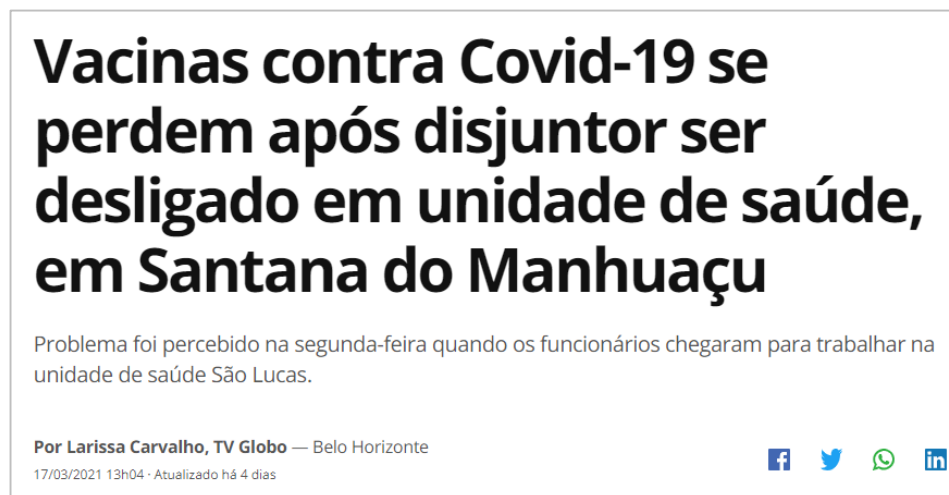 Vacinas contra Covid-19 se
perdem após disjuntor ser
desligado em unidade de saúde,
em Santana do Manhuaçu
Problema foi percebido na segunda-feira quando os funcionários chegaram para trabalhar na
unidade de saúde São Lucas.
Por Larissa Carvalho, TV Globo — Belo Horizonte
17/03/2021 13h04 · Atualizado há 4 dias